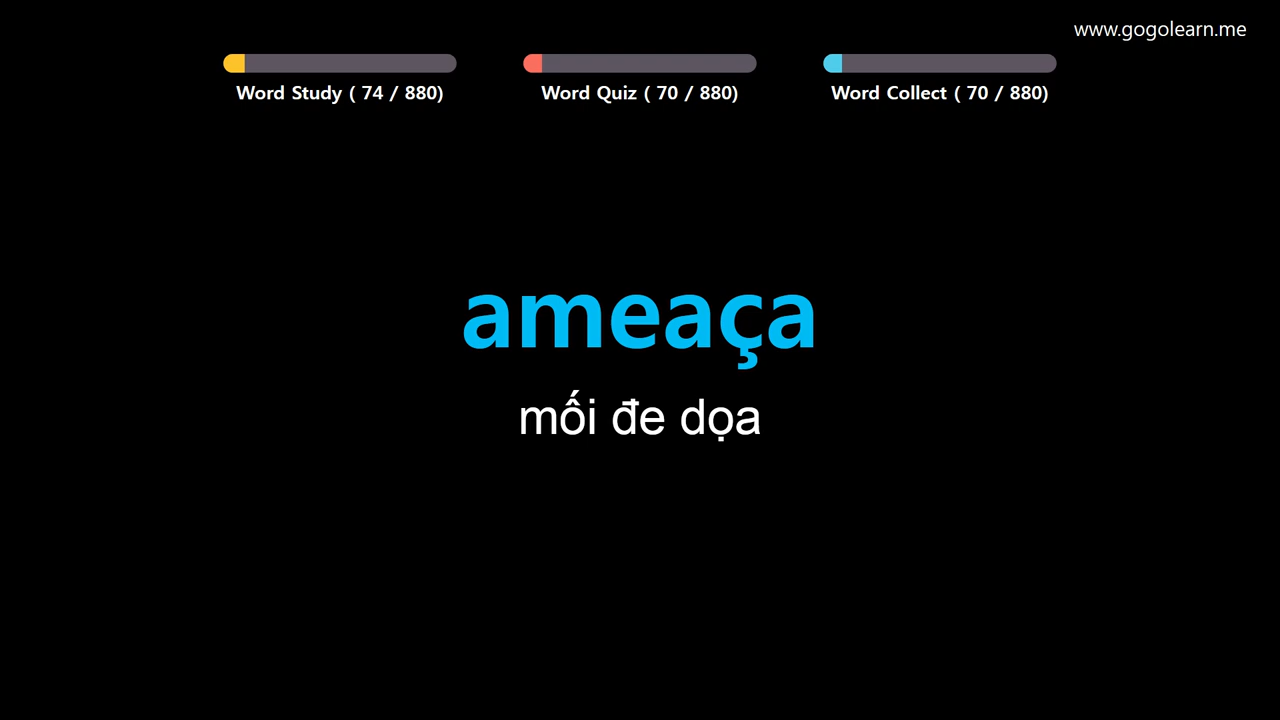 www.gogolearn.me
Word Study ( 74 / 880)
Word Quiz ( 70 / 880)
Word Collect ( 70 / 880)
ameaça
mối đe dọa